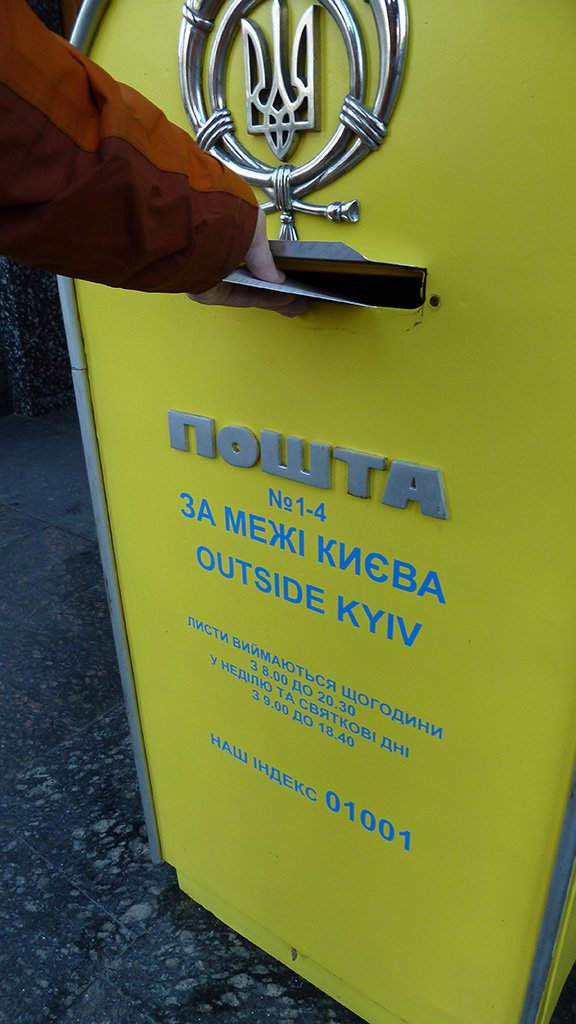 ПОШТА
№1-4
ЗА МЕЖІ КИЄВА
OUTSIDE KYIV
ЛИСТИ ВИЙМАЮТЬСЯ ЩОГОДИНИ
З 8.00 ДО 20.30
У НЕДІЛЮ ТА СВЯТКОВІ ДНІ
З 9.00 ДО 18.40
НАШ ІНДЕКС 01001